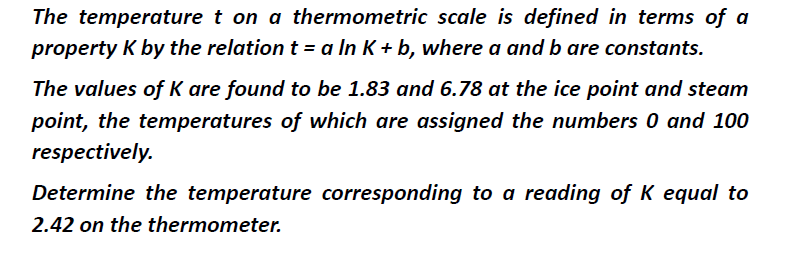 The temperature t on a thermometric scale is defined in terms of a
property K by the relation t = a ln K + b, where a and b are constants.
The values of K are found to be 1.83 and 6.78 at the ice point and steam
point, the temperatures of which are assigned the numbers 0 and 100
respectively.
Determine the temperature corresponding to a reading of K equal to
2.42 on the thermometer.